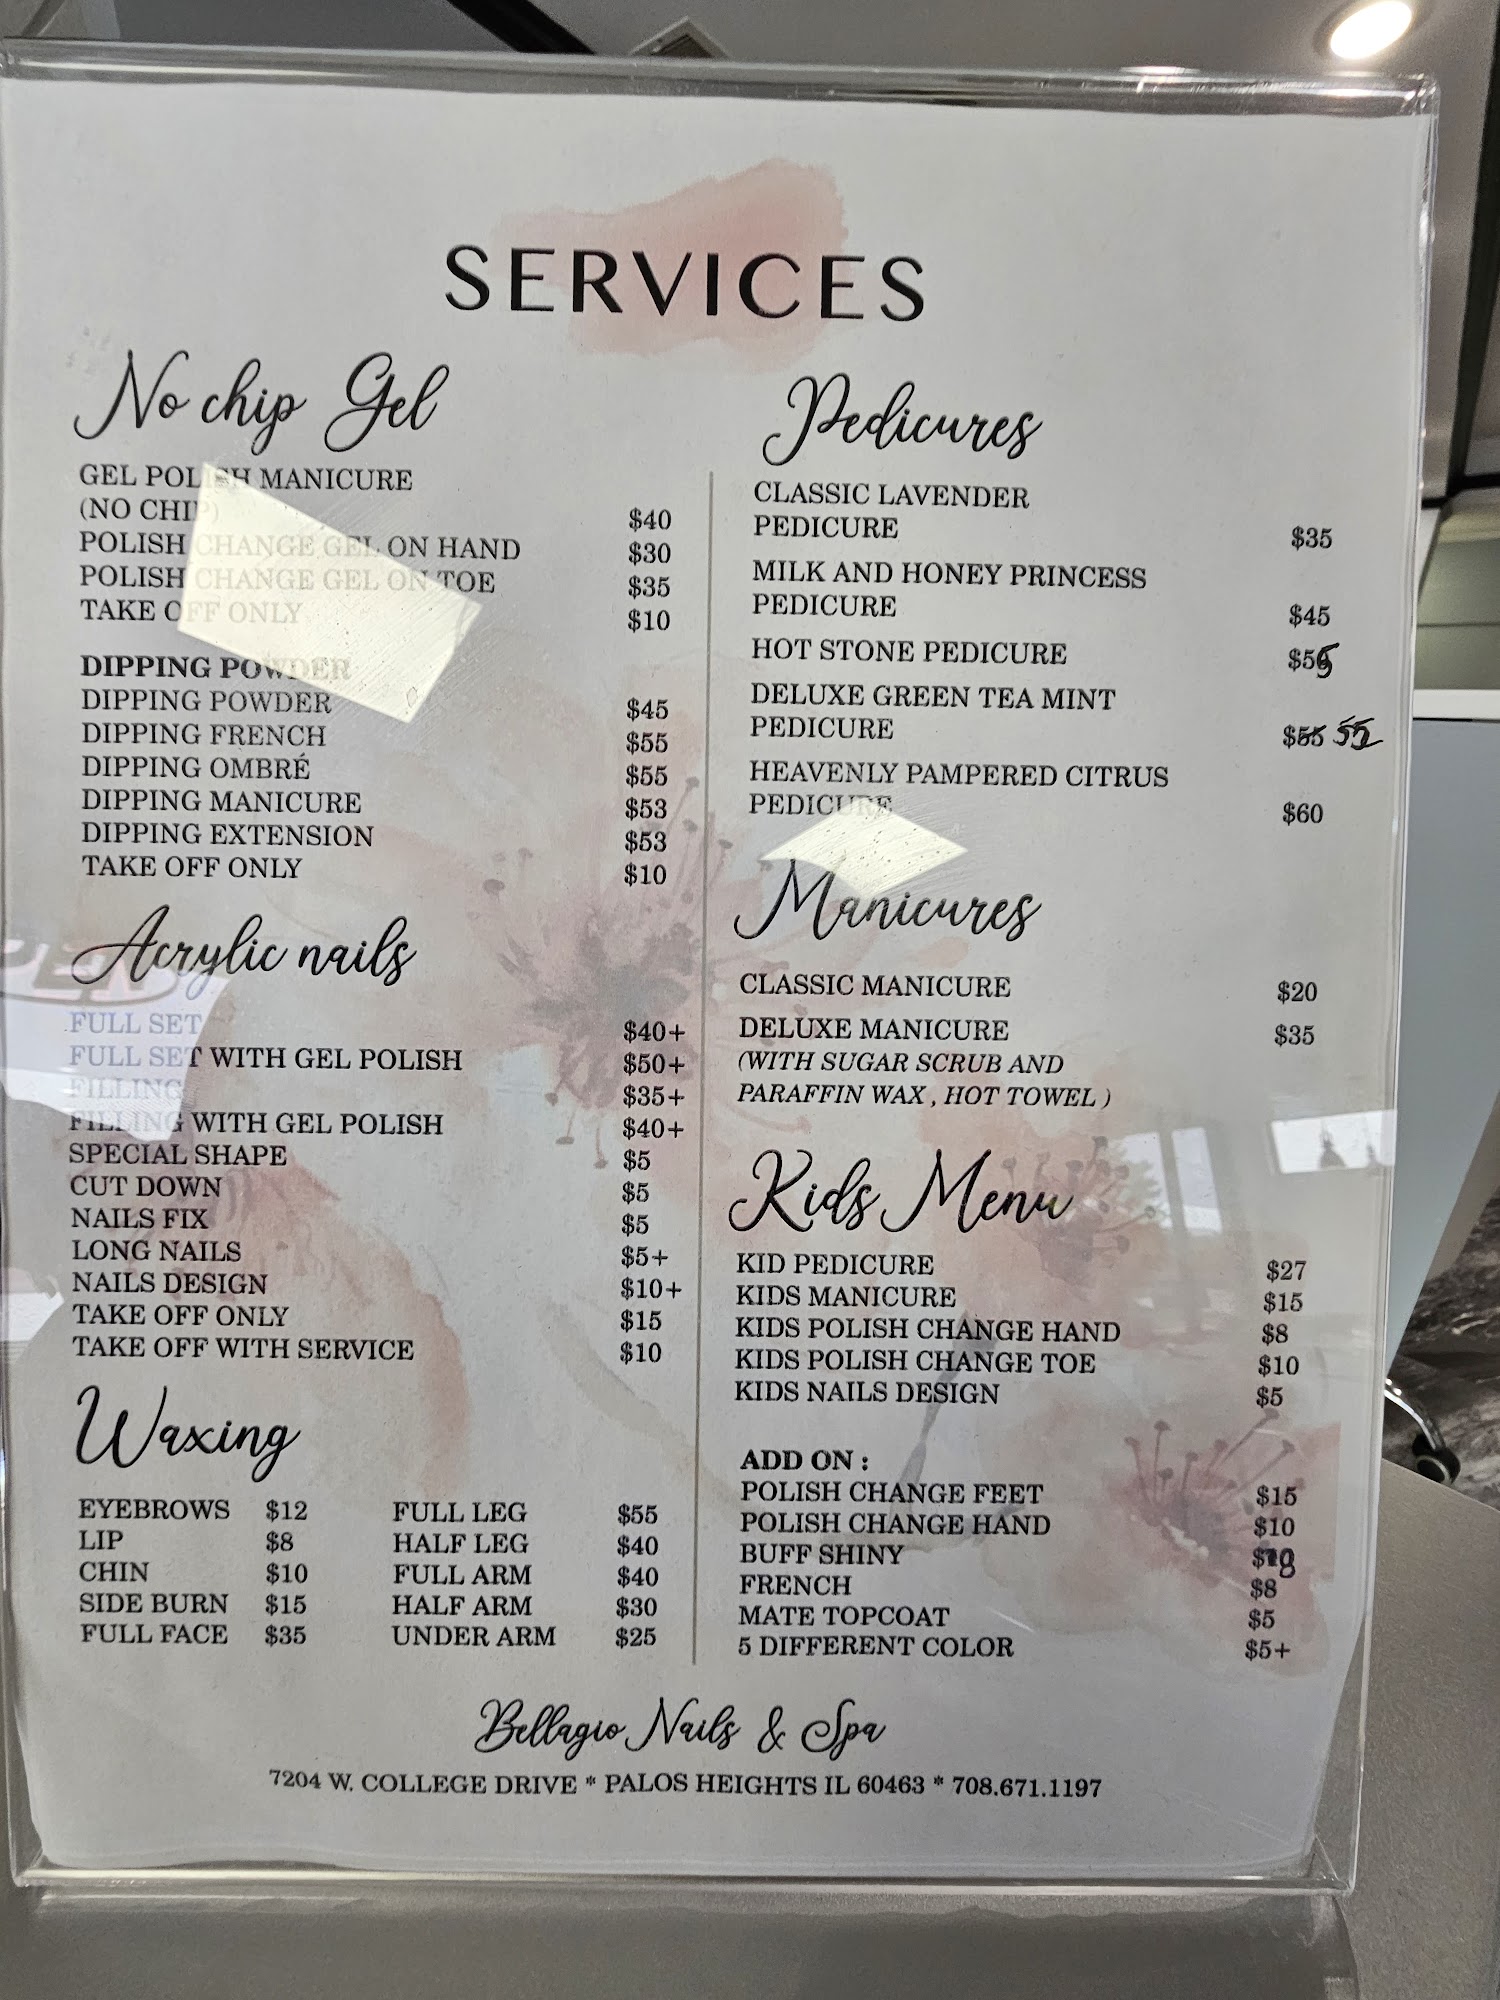 SERVICES
No chip Gel
GEL POLISH MANICURE
(NO CHIP) $40
POLISH CHANGE GEL ON HAND $30
POLISH CHANGE GEL ON TOE $35
TAKE OFF ONLY $10
DIPPING POWDER
DIPPING POWDER $45
DIPPING FRENCH $55
DIPPING OMBRÉ $55
DIPPING MANICURE $53
DIPPING EXTENSION $53
TAKE OFF ONLY $10
Acrylic nails
FULL SET $40+
FULL SET WITH GEL POLISH $50+
FILLING $35+
FILLING WITH GEL POLISH $40+
SPECIAL SHAPE $5
CUT DOWN $5
NAILS FIX $5
LONG NAILS $5+
NAILS DESIGN $10+
TAKE OFF ONLY $15
TAKE OFF WITH SERVICE $10
Waxing
EYEBROWS $12 FULL LEG $55
LIP $8 HALF LEG $40
CHIN $10 FULL ARM $40
SIDE BURN $15 HALF ARM $30
FULL FACE $35 UNDER ARM $25
Pedicures
CLASSIC LAVENDER
PEDICURE $35
MILK AND HONEY PRINCESS
PEDICURE $45
HOT STONE PEDICURE
DELUXE GREEN TEA MINT
PEDICURE
HEAVENLY PAMPERED CITRUS
PEDICURE $60
Manicures
CLASSIC MANICURE $20
DELUXE MANICURE $35
(WITH SUGAR SCRUB AND
PARAFFIN WAX , HOT TOWEL )
Kids Menu
KID PEDICURE $27
KIDS MANICURE $15
KIDS POLISH CHANGE HAND $8
KIDS POLISH CHANGE TOE $10
KIDS NAILS DESIGN $5
ADD ON :
POLISH CHANGE FEET $15
POLISH CHANGE HAND $10
BUFF SHINY
FRENCH $8
MATE TOPCOAT $5
5 DIFFERENT COLOR $5+
Bellagio Nails & Spa
7204 W. COLLEGE DRIVE * PALOS HEIGHTS IL 60463 * 708.671.1197